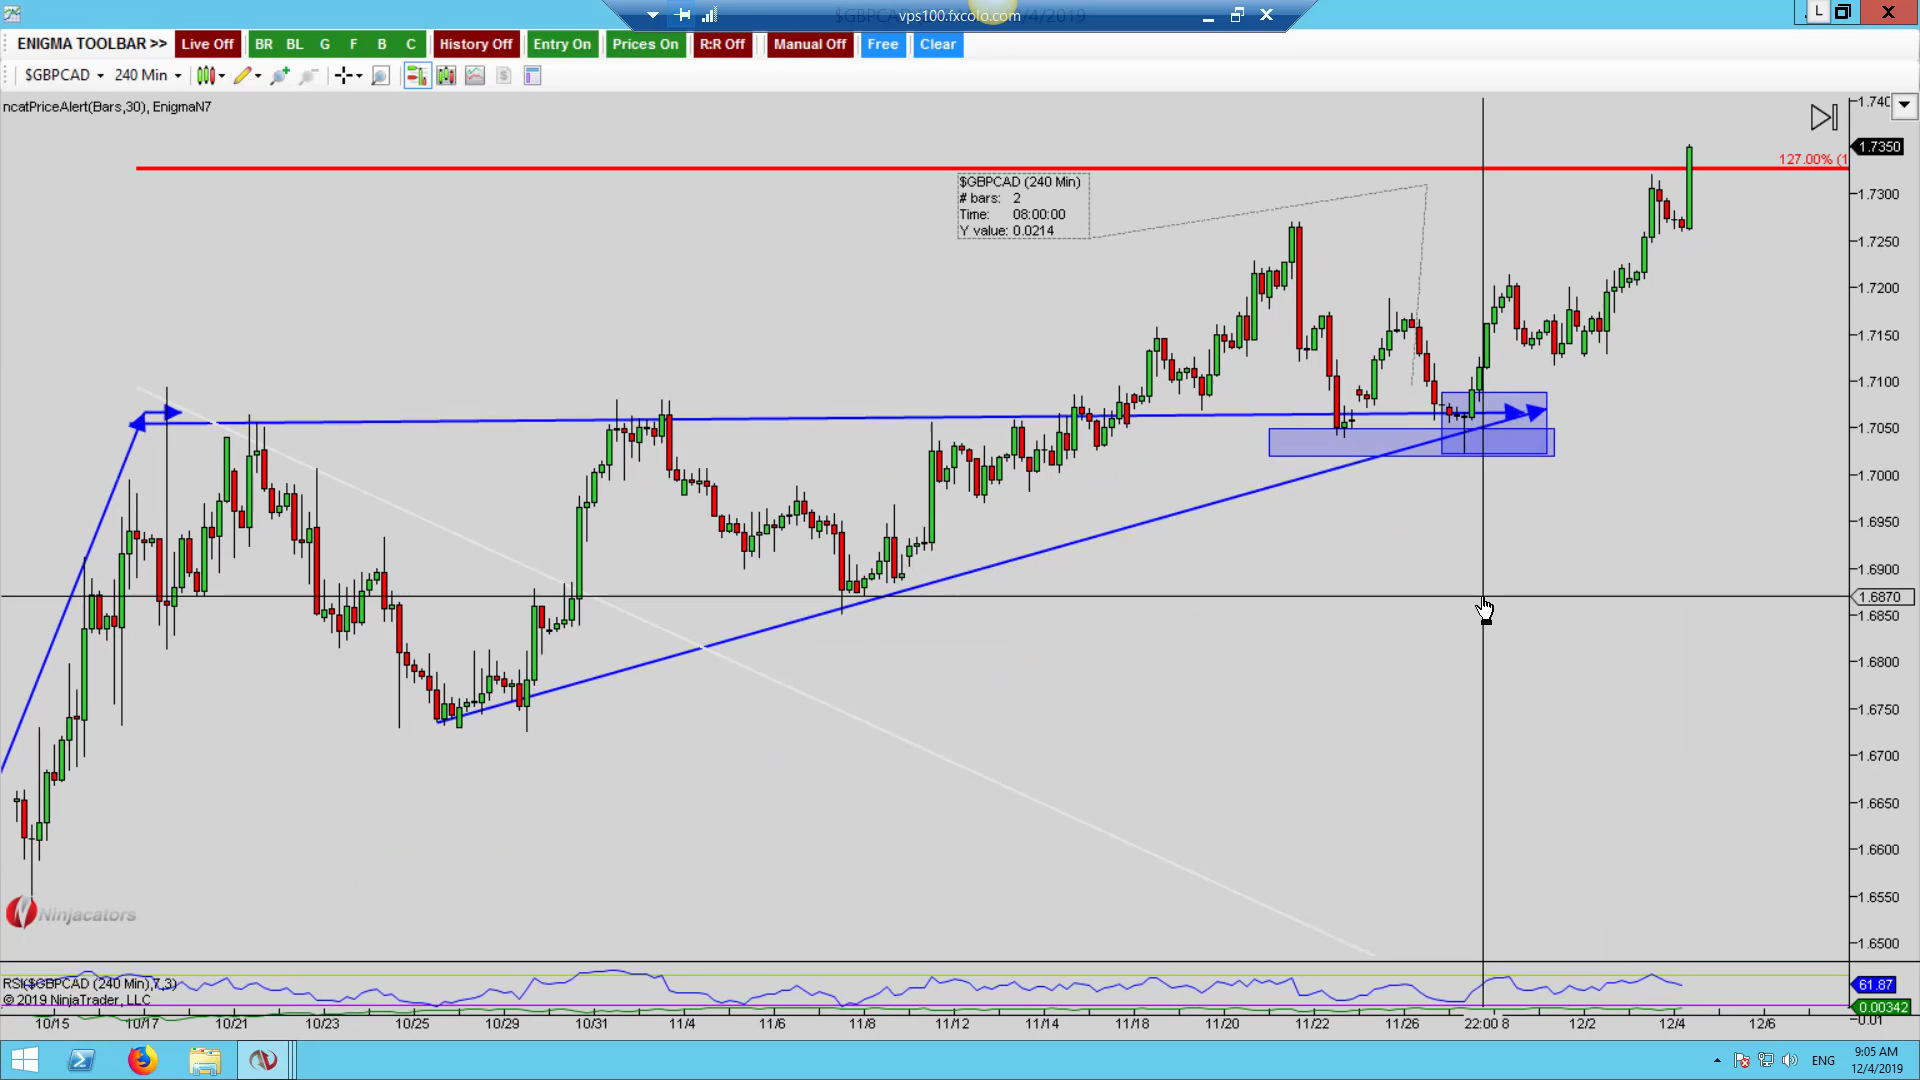 $GBPCAD
vps100.fxcolo.com
/4/2019
L
ENIGMA TOOLBAR >> Live Off BR BL G F B C History Off Entry On Prices On R:R Off Manual Off Free Clear
$GBPCAD 240 Min
ncatPriceAlert(Bars,30), EnigmaN7
1.7350
127.00% (1
1.7300
1.7250
1.7200
1.7150
1.7100
1.7050
1.7000
1.6950
1.6900
1.6870
1.6850
1.6800
1.6750
1.6700
1.6650
1.6600
1.6550
1.6500
$GBPCAD (240 Min)
# bars: 2
Time: 08:00:00
Y value: 0.0214
Ninjacators
RSI($GBPCAD (240 Min),7,3)
© 2019 NinjaTrader, LLC
61.87
0.00342
10/15 10/17 10/21 10/23 10/25 10/29 10/31 11/4 11/6 11/8 11/12 11/14 11/18 11/20 11/22 11/26 22:00 8 12/2 12/4 12/6
ENG
9:05 AM
12/4/2019